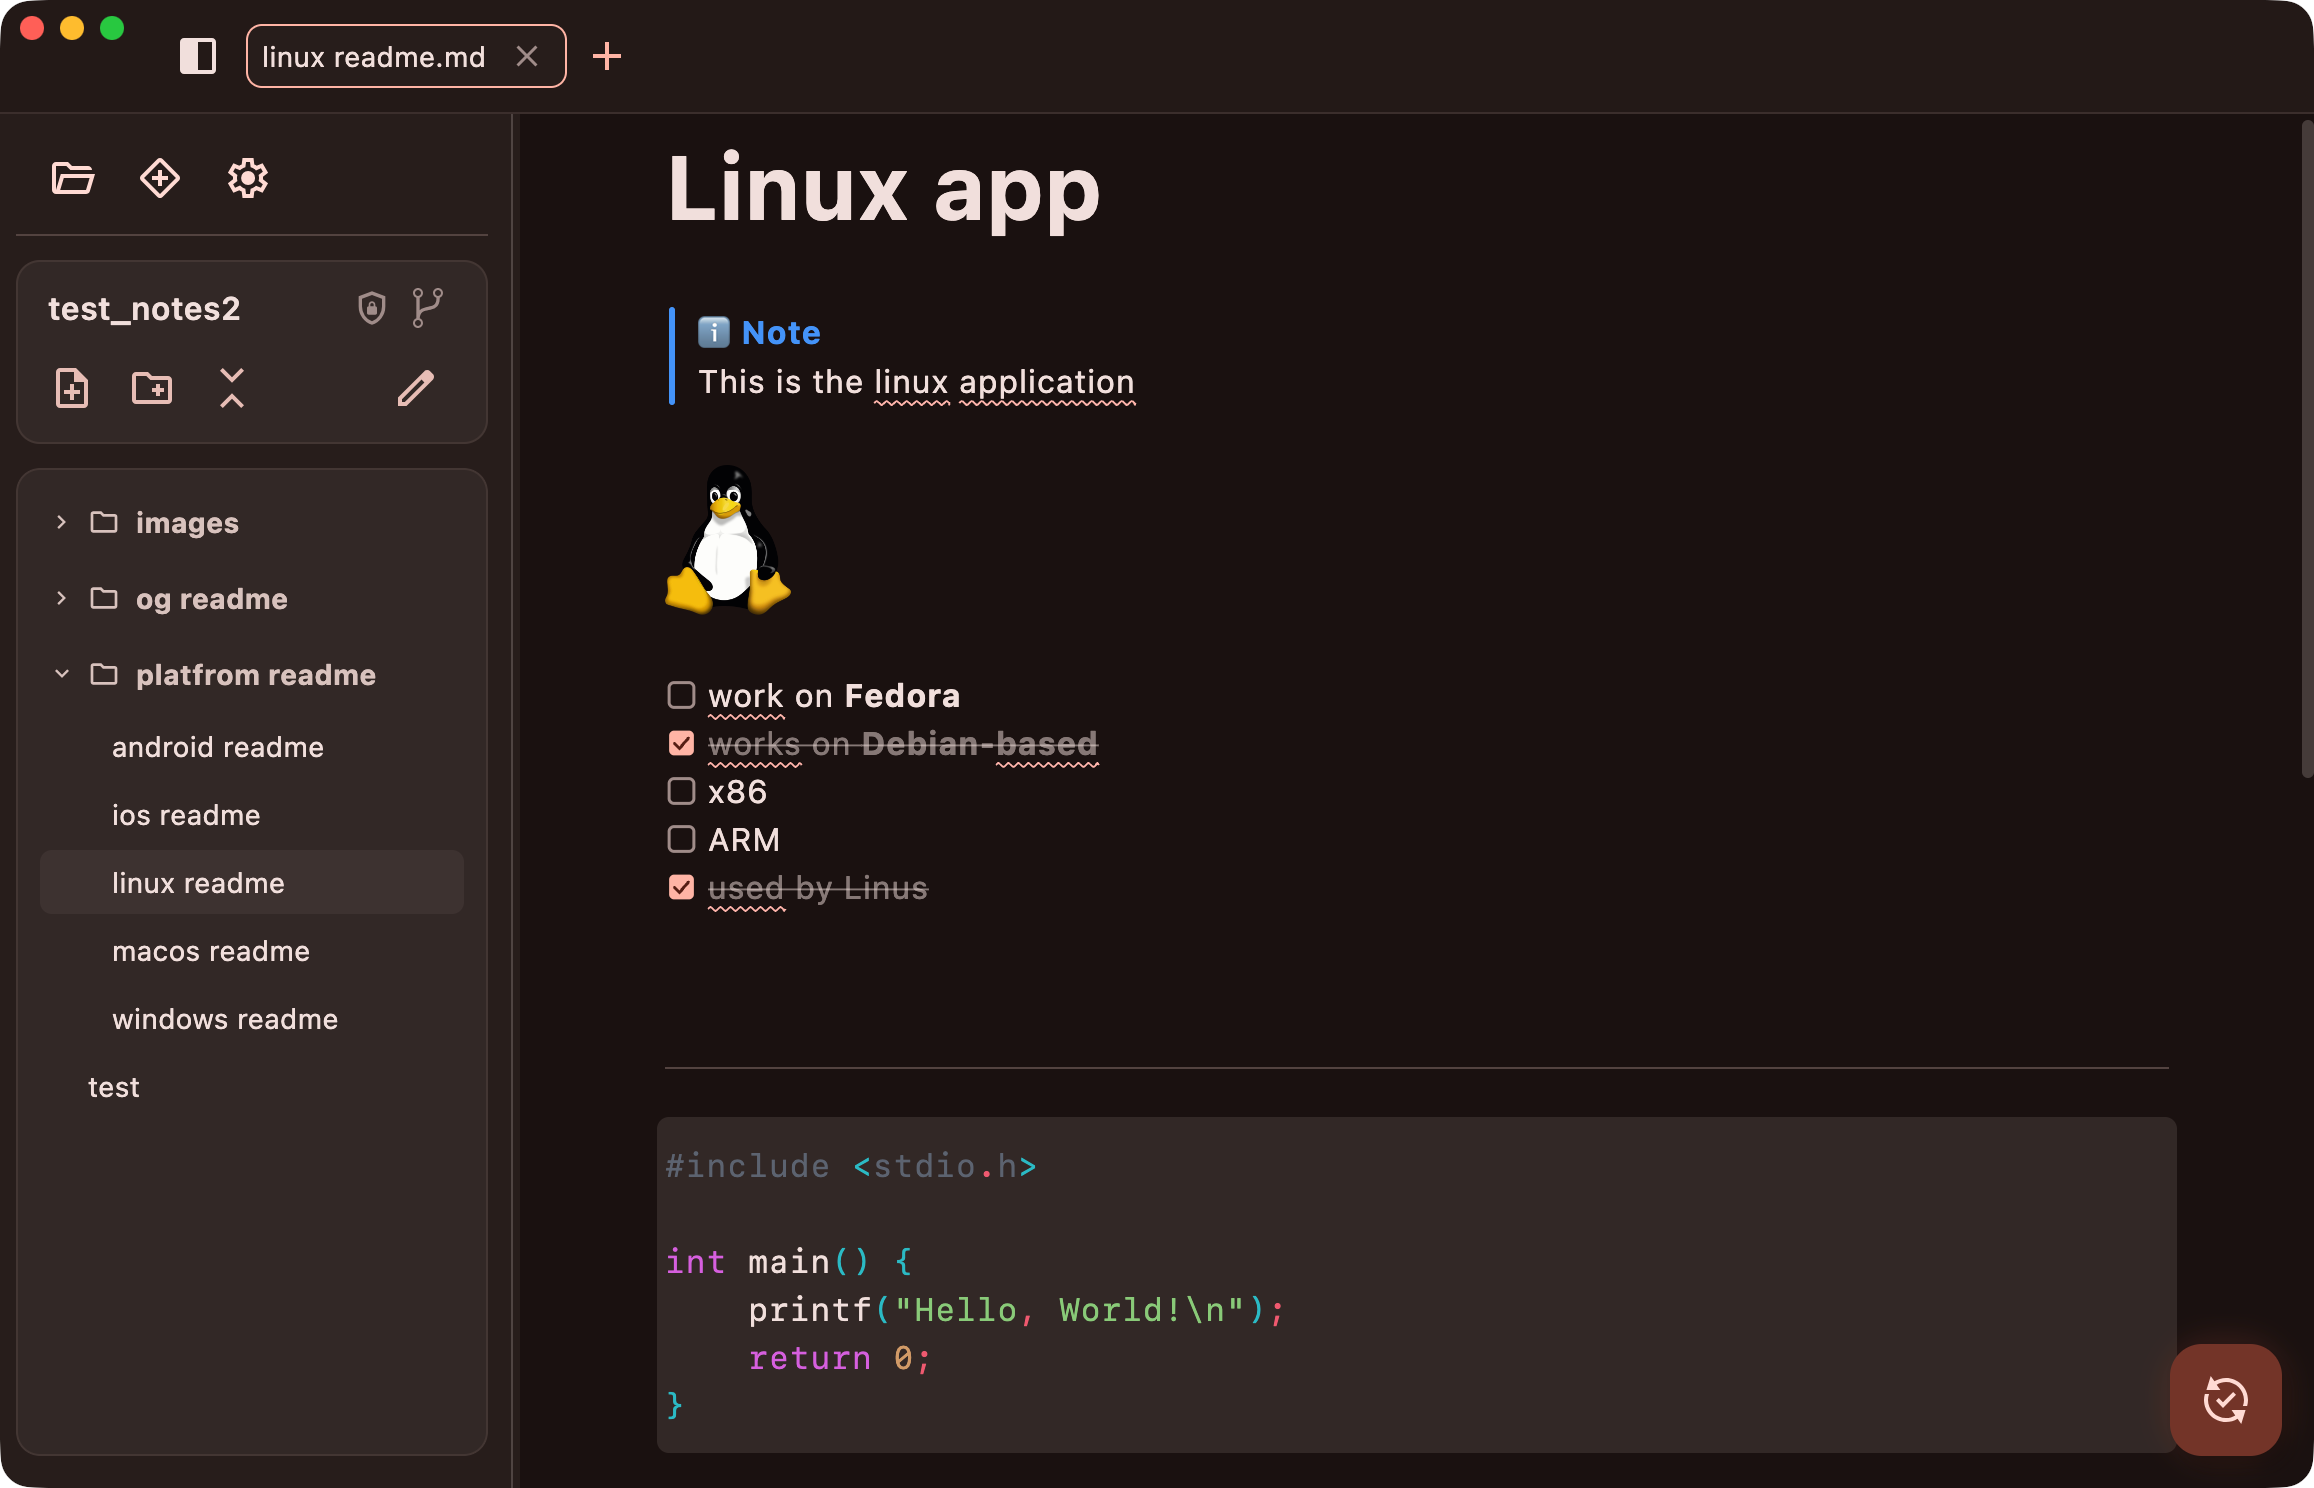 linux readme.md
test_notes2
images
og readme
platfrom readme
android readme
ios readme
linux readme
macos readme
windows readme
test
Linux app
ℹ️ Note
This is the linux application
work on Fedora
works on Debian-based
x86
ARM
used by Linus
#include <stdio.h>
int main() {
    printf("Hello, World!\n");
    return 0;
}